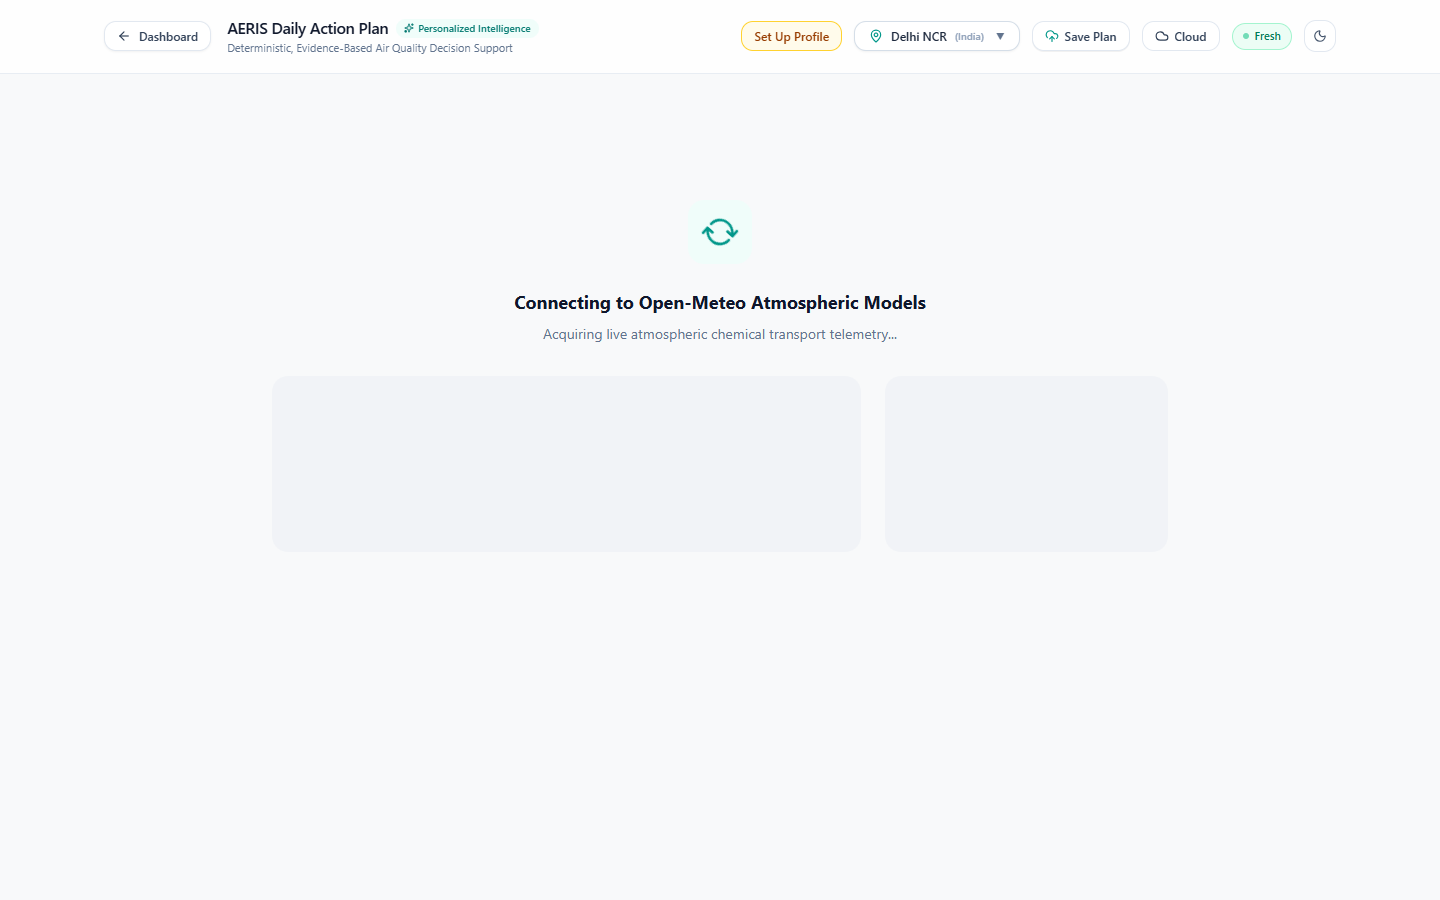 Dashboard
AERIS Daily Action Plan
Personalized Intelligence
Deterministic, Evidence-Based Air Quality Decision Support
Set Up Profile
Delhi NCR (India) ▼
Save Plan
Cloud
Fresh
Connecting to Open-Meteo Atmospheric Models
Acquiring live atmospheric chemical transport telemetry...